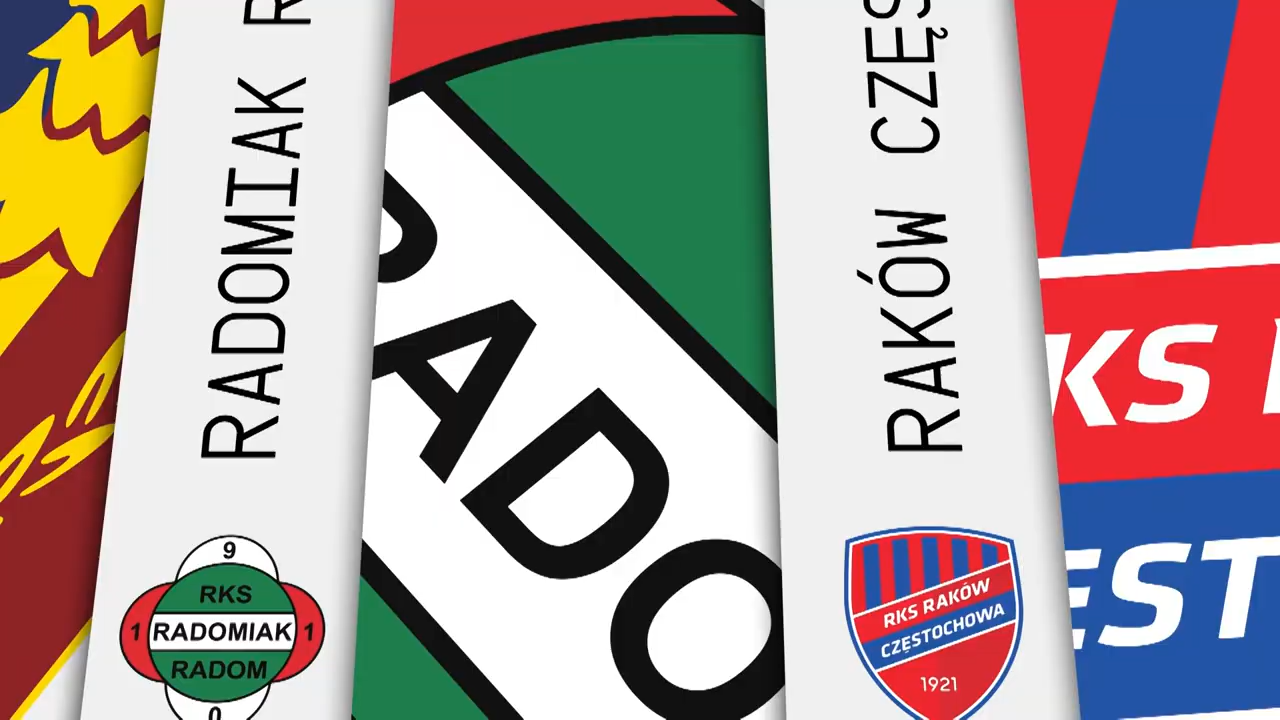 RADOMIAK R
9
RKS
1 RADOMIAK 1
RADOM
0
RADO
RAKÓW CZĘS
RKS RAKÓW
CZĘSTOCHOWA
1921
KS
EST